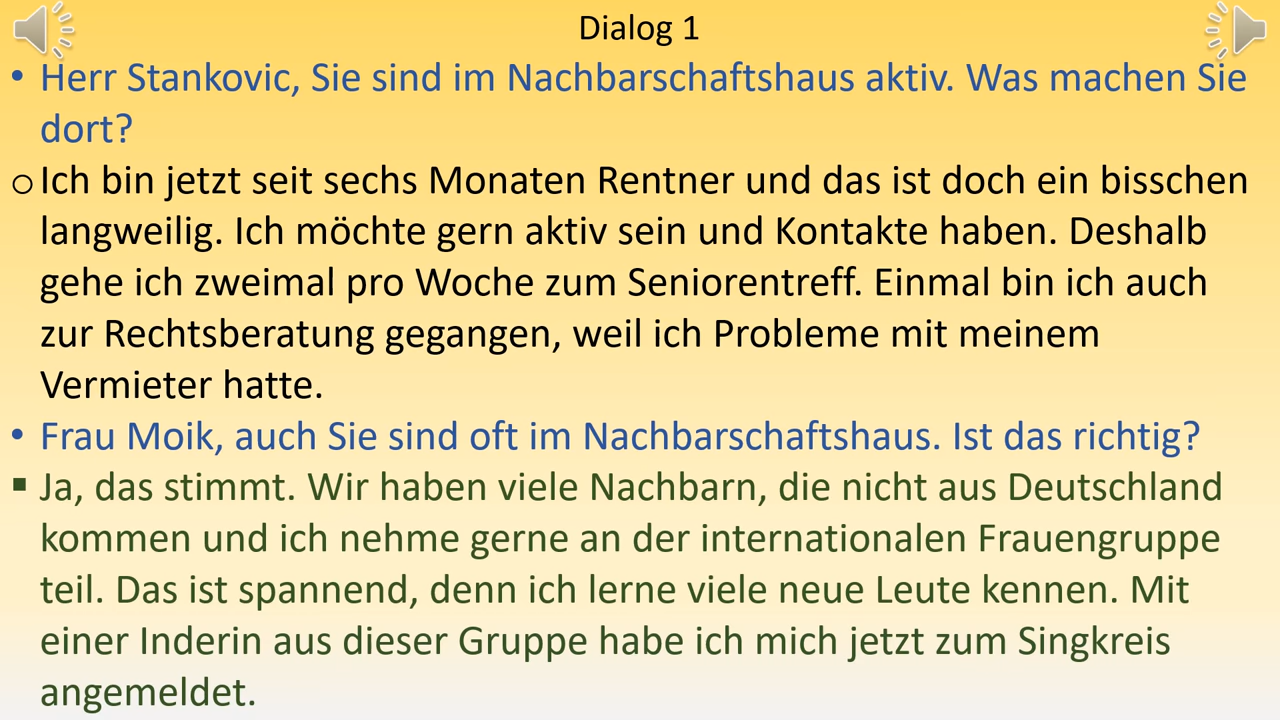 Dialog 1
• Herr Stankovic, Sie sind im Nachbarschaftshaus aktiv. Was machen Sie
dort?
o Ich bin jetzt seit sechs Monaten Rentner und das ist doch ein bisschen
langweilig. Ich möchte gern aktiv sein und Kontakte haben. Deshalb
gehe ich zweimal pro Woche zum Seniorentreff. Einmal bin ich auch
zur Rechtsberatung gegangen, weil ich Probleme mit meinem
Vermieter hatte.
• Frau Moik, auch Sie sind oft im Nachbarschaftshaus. Ist das richtig?
▪ Ja, das stimmt. Wir haben viele Nachbarn, die nicht aus Deutschland
kommen und ich nehme gerne an der internationalen Frauengruppe
teil. Das ist spannend, denn ich lerne viele neue Leute kennen. Mit
einer Inderin aus dieser Gruppe habe ich mich jetzt zum Singkreis
angemeldet.